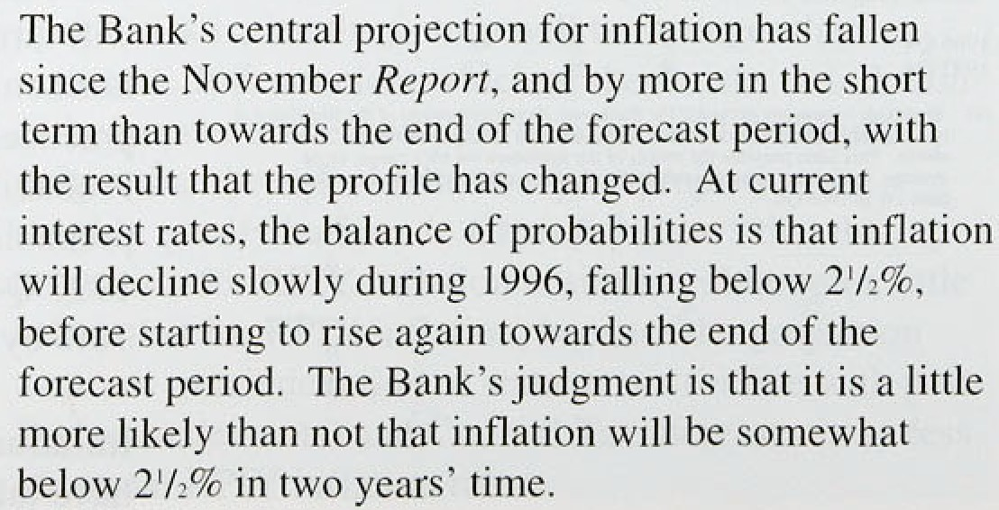 The Bank's central projection for inflation has fallen
since the November Report, and by more in the short
term than towards the end of the forecast period, with
the result that the profile has changed.  At current
interest rates, the balance of probabilities is that inflation
will decline slowly during 1996, falling below 2¹/₂%,
before starting to rise again towards the end of the
forecast period.  The Bank's judgment is that it is a little
more likely than not that inflation will be somewhat
below 2¹/₂% in two years' time.